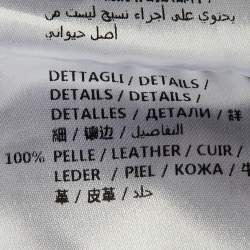 يحتوي على أجزاء نسيج ليست من
أصل حيواني
DETTAGLI / DETAILS /
DETAILS / DETAILS /
DETALLES / ДЕТАЛИ / 詳
細 / 镶边 / التفاصيل /
100% PELLE / LEATHER / CUIR /
LEDER / PIEL / КОЖА / 牛
革 / 皮革 / جلد /